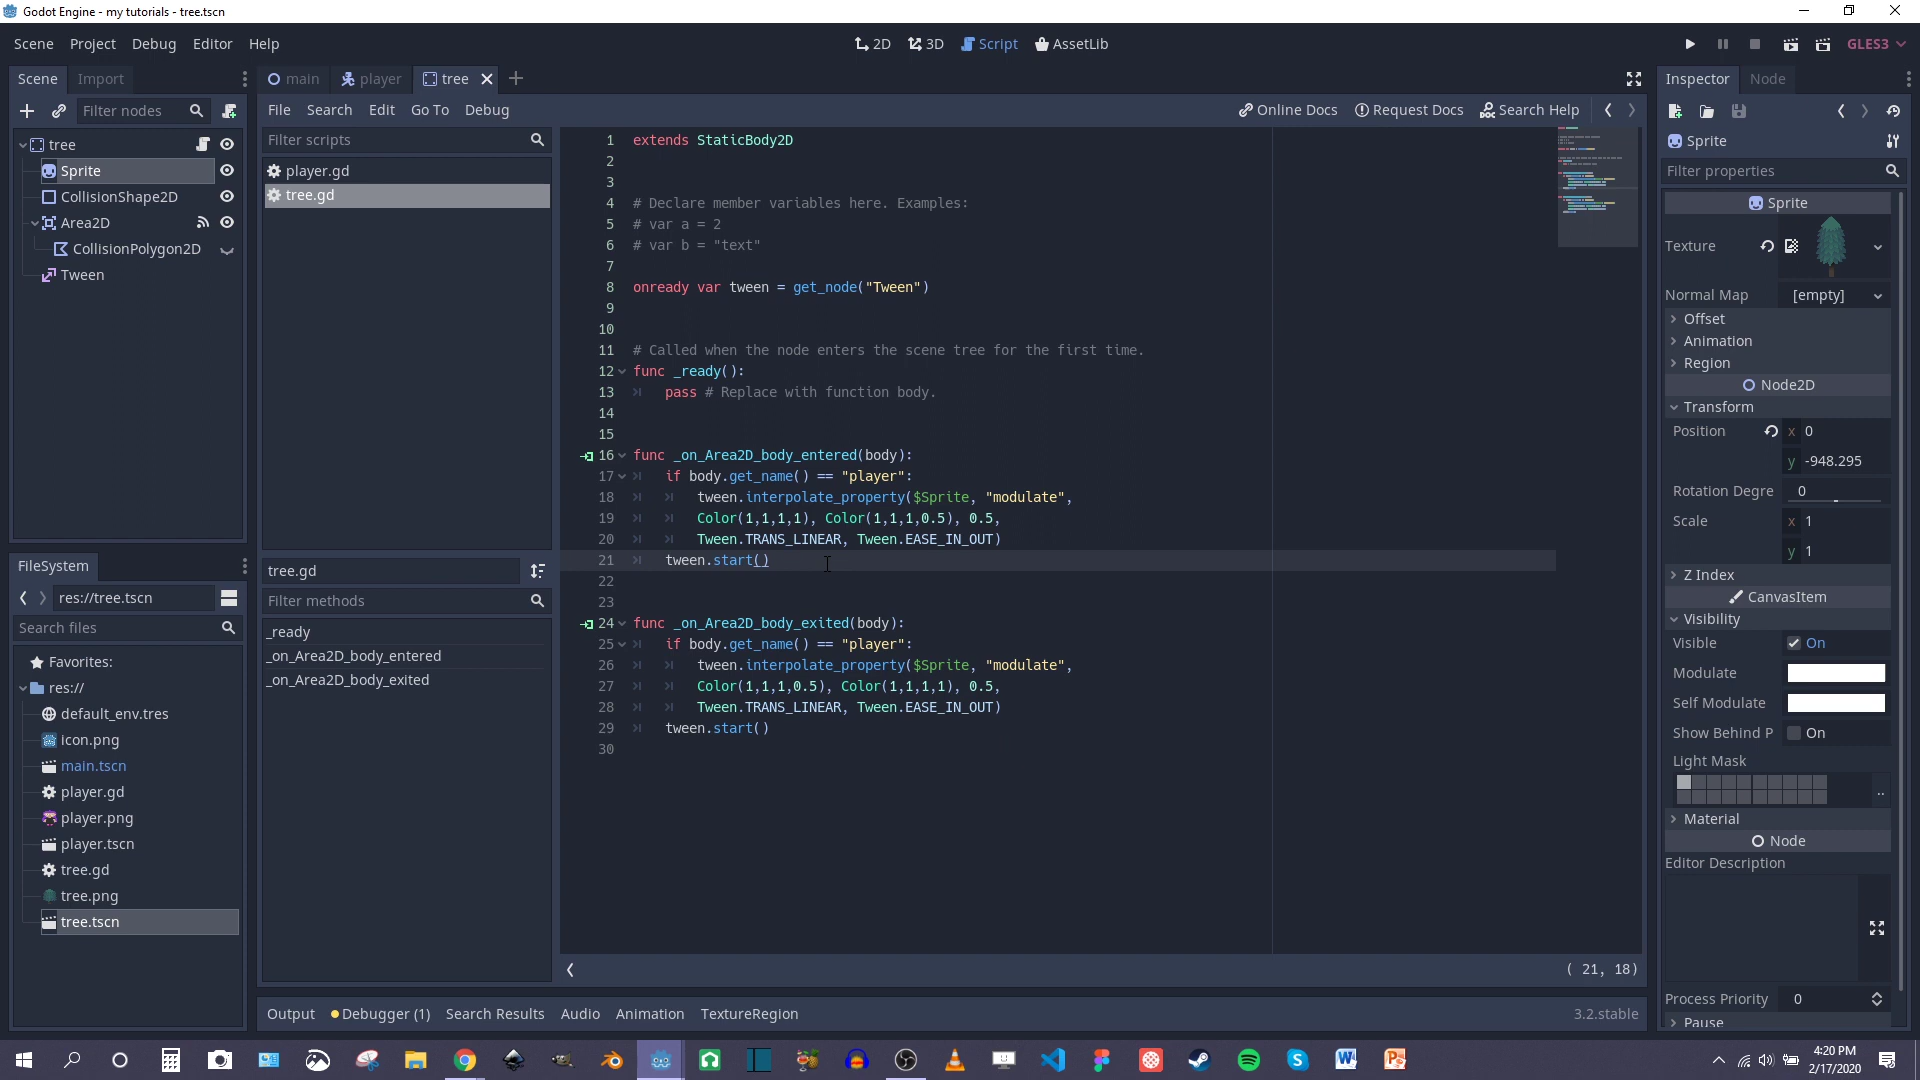 Godot Engine - my tutorials - tree.tscn
Scene Project Debug Editor Help
2D 3D Script AssetLib
GLES3
Scene Import
Filter nodes
tree
Sprite
CollisionShape2D
Area2D
CollisionPolygon2D
Tween
FileSystem
res://tree.tscn
Search files
Favorites:
res://
default_env.tres
icon.png
main.tscn
player.gd
player.png
player.tscn
tree.gd
tree.png
tree.tscn
main player tree
File Search Edit Go To Debug
Online Docs Request Docs Search Help
Filter scripts
player.gd
tree.gd
tree.gd
Filter methods
_ready
_on_Area2D_body_entered
_on_Area2D_body_exited
1 extends StaticBody2D
2
3
4 # Declare member variables here. Examples:
5 # var a = 2
6 # var b = "text"
7
8 onready var tween = get_node("Tween")
9
10
11 # Called when the node enters the scene tree for the first time.
12 func _ready():
13 pass # Replace with function body.
14
15
16 func _on_Area2D_body_entered(body):
17 if body.get_name() == "player":
18 tween.interpolate_property($Sprite, "modulate",
19 Color(1,1,1,1), Color(1,1,1,0.5), 0.5,
20 Tween.TRANS_LINEAR, Tween.EASE_IN_OUT)
21 tween.start()
22
23
24 func _on_Area2D_body_exited(body):
25 if body.get_name() == "player":
26 tween.interpolate_property($Sprite, "modulate",
27 Color(1,1,1,0.5), Color(1,1,1,1), 0.5,
28 Tween.TRANS_LINEAR, Tween.EASE_IN_OUT)
29 tween.start()
30
( 21, 18)
Output Debugger (1) Search Results Audio Animation TextureRegion
3.2.stable
Inspector Node
Sprite
Filter properties
Sprite
Texture
Normal Map [empty]
Offset
Animation
Region
Node2D
Transform
Position x 0
y -948.295
Rotation Degre 0
Scale x 1
y 1
Z Index
CanvasItem
Visibility
Visible On
Modulate
Self Modulate
Show Behind P On
Light Mask
..
Material
Node
Editor Description
Process Priority 0
Pause
4:20 PM
2/17/2020